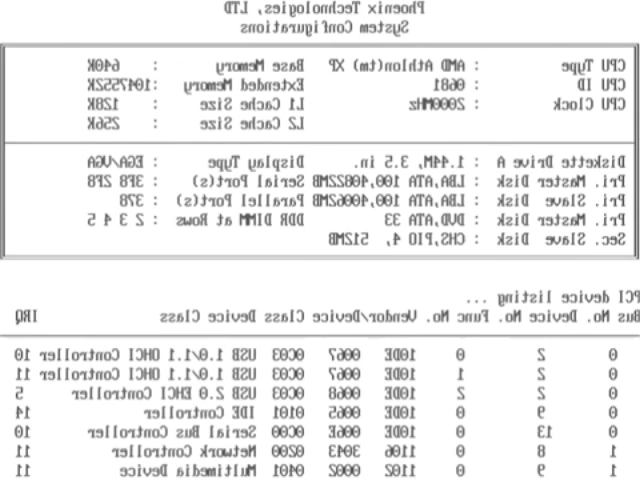 Phoenix Technologies, LTD
System Configurations
CPU Type : AMD Athlon(tm) XP Base Memory : 640K
CPU ID : 0681 Extended Memory :1047552K
CPU Clock : 2000MHz L1 Cache Size : 128K
L2 Cache Size : 256K
Diskette Drive A : 1.44M, 3.5 in. Display Type : EGA/VGA
Pri. Master Disk : LBA,ATA 100,40822MB Serial Port(s) : 3F8 2F8
Pri. Slave Disk : LBA,ATA 100,40062MB Parallel Port(s) : 378
Pri. Master Disk : DVD,ATA 33 DDR DIMM at Rows : 2 3 4 5
Sec. Slave Disk : CHS,PIO 4, 512MB
PCI device listing ...
Bus No. Device No. Func No. Vendor/Device Class Device Class IRQ
0 2 0 10DE 0067 0C03 USB 1.0/1.1 OHCI Controller 10
0 2 1 10DE 0067 0C03 USB 1.0/1.1 OHCI Controller 11
0 2 2 10DE 0068 0C03 USB 2.0 EHCI Controller 5
0 9 0 10DE 0065 0101 IDE Controller 14
0 13 0 10DE 006E 0C00 Serial Bus Controller 10
1 8 0 1106 3043 0200 Network Controller 11
1 9 0 1102 0002 0401 Multimedia Device 11